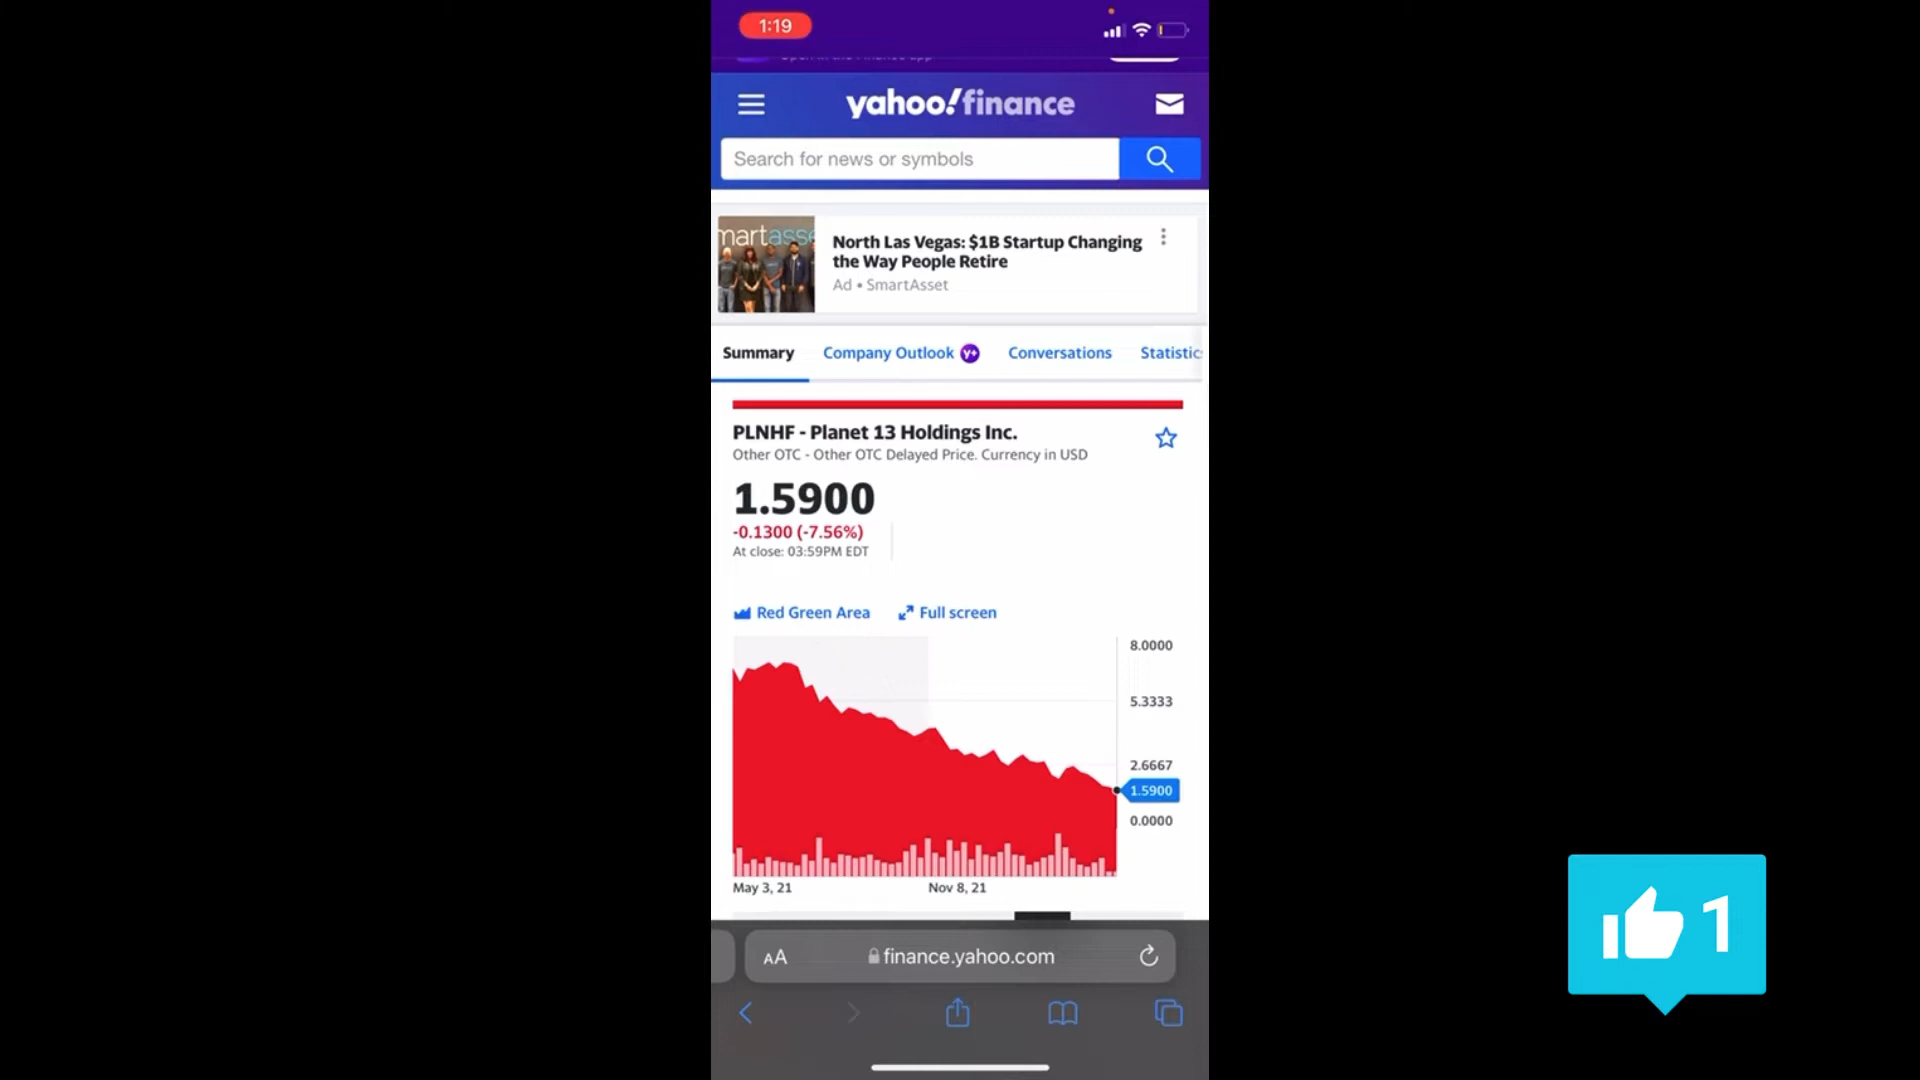 1:19
yahoo!finance
Search for news or symbols
martasse
North Las Vegas: $1B Startup Changing
the Way People Retire
Ad • SmartAsset
Summary
Company Outlook Y+
Conversations
Statistics
PLNHF - Planet 13 Holdings Inc.
Other OTC - Other OTC Delayed Price. Currency in USD
1.5900
-0.1300 (-7.56%)
At close: 03:59PM EDT
Red Green Area
Full screen
8.0000
5.3333
2.6667
1.5900
0.0000
May 3, 21
Nov 8, 21
AA
finance.yahoo.com
1